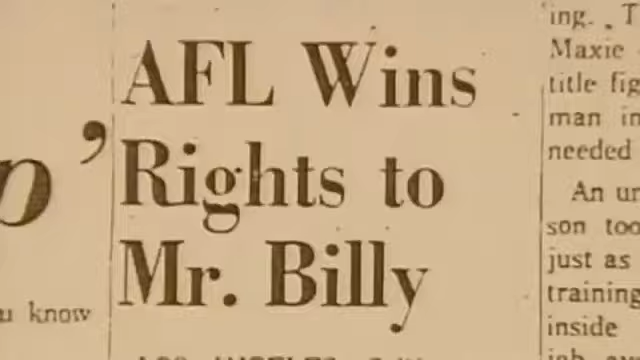 p'
AFL Wins
Rights to
Mr. Billy
u know
ing. . T
Maxie
title fig
man in
needed
An un
son too
just as
training
inside